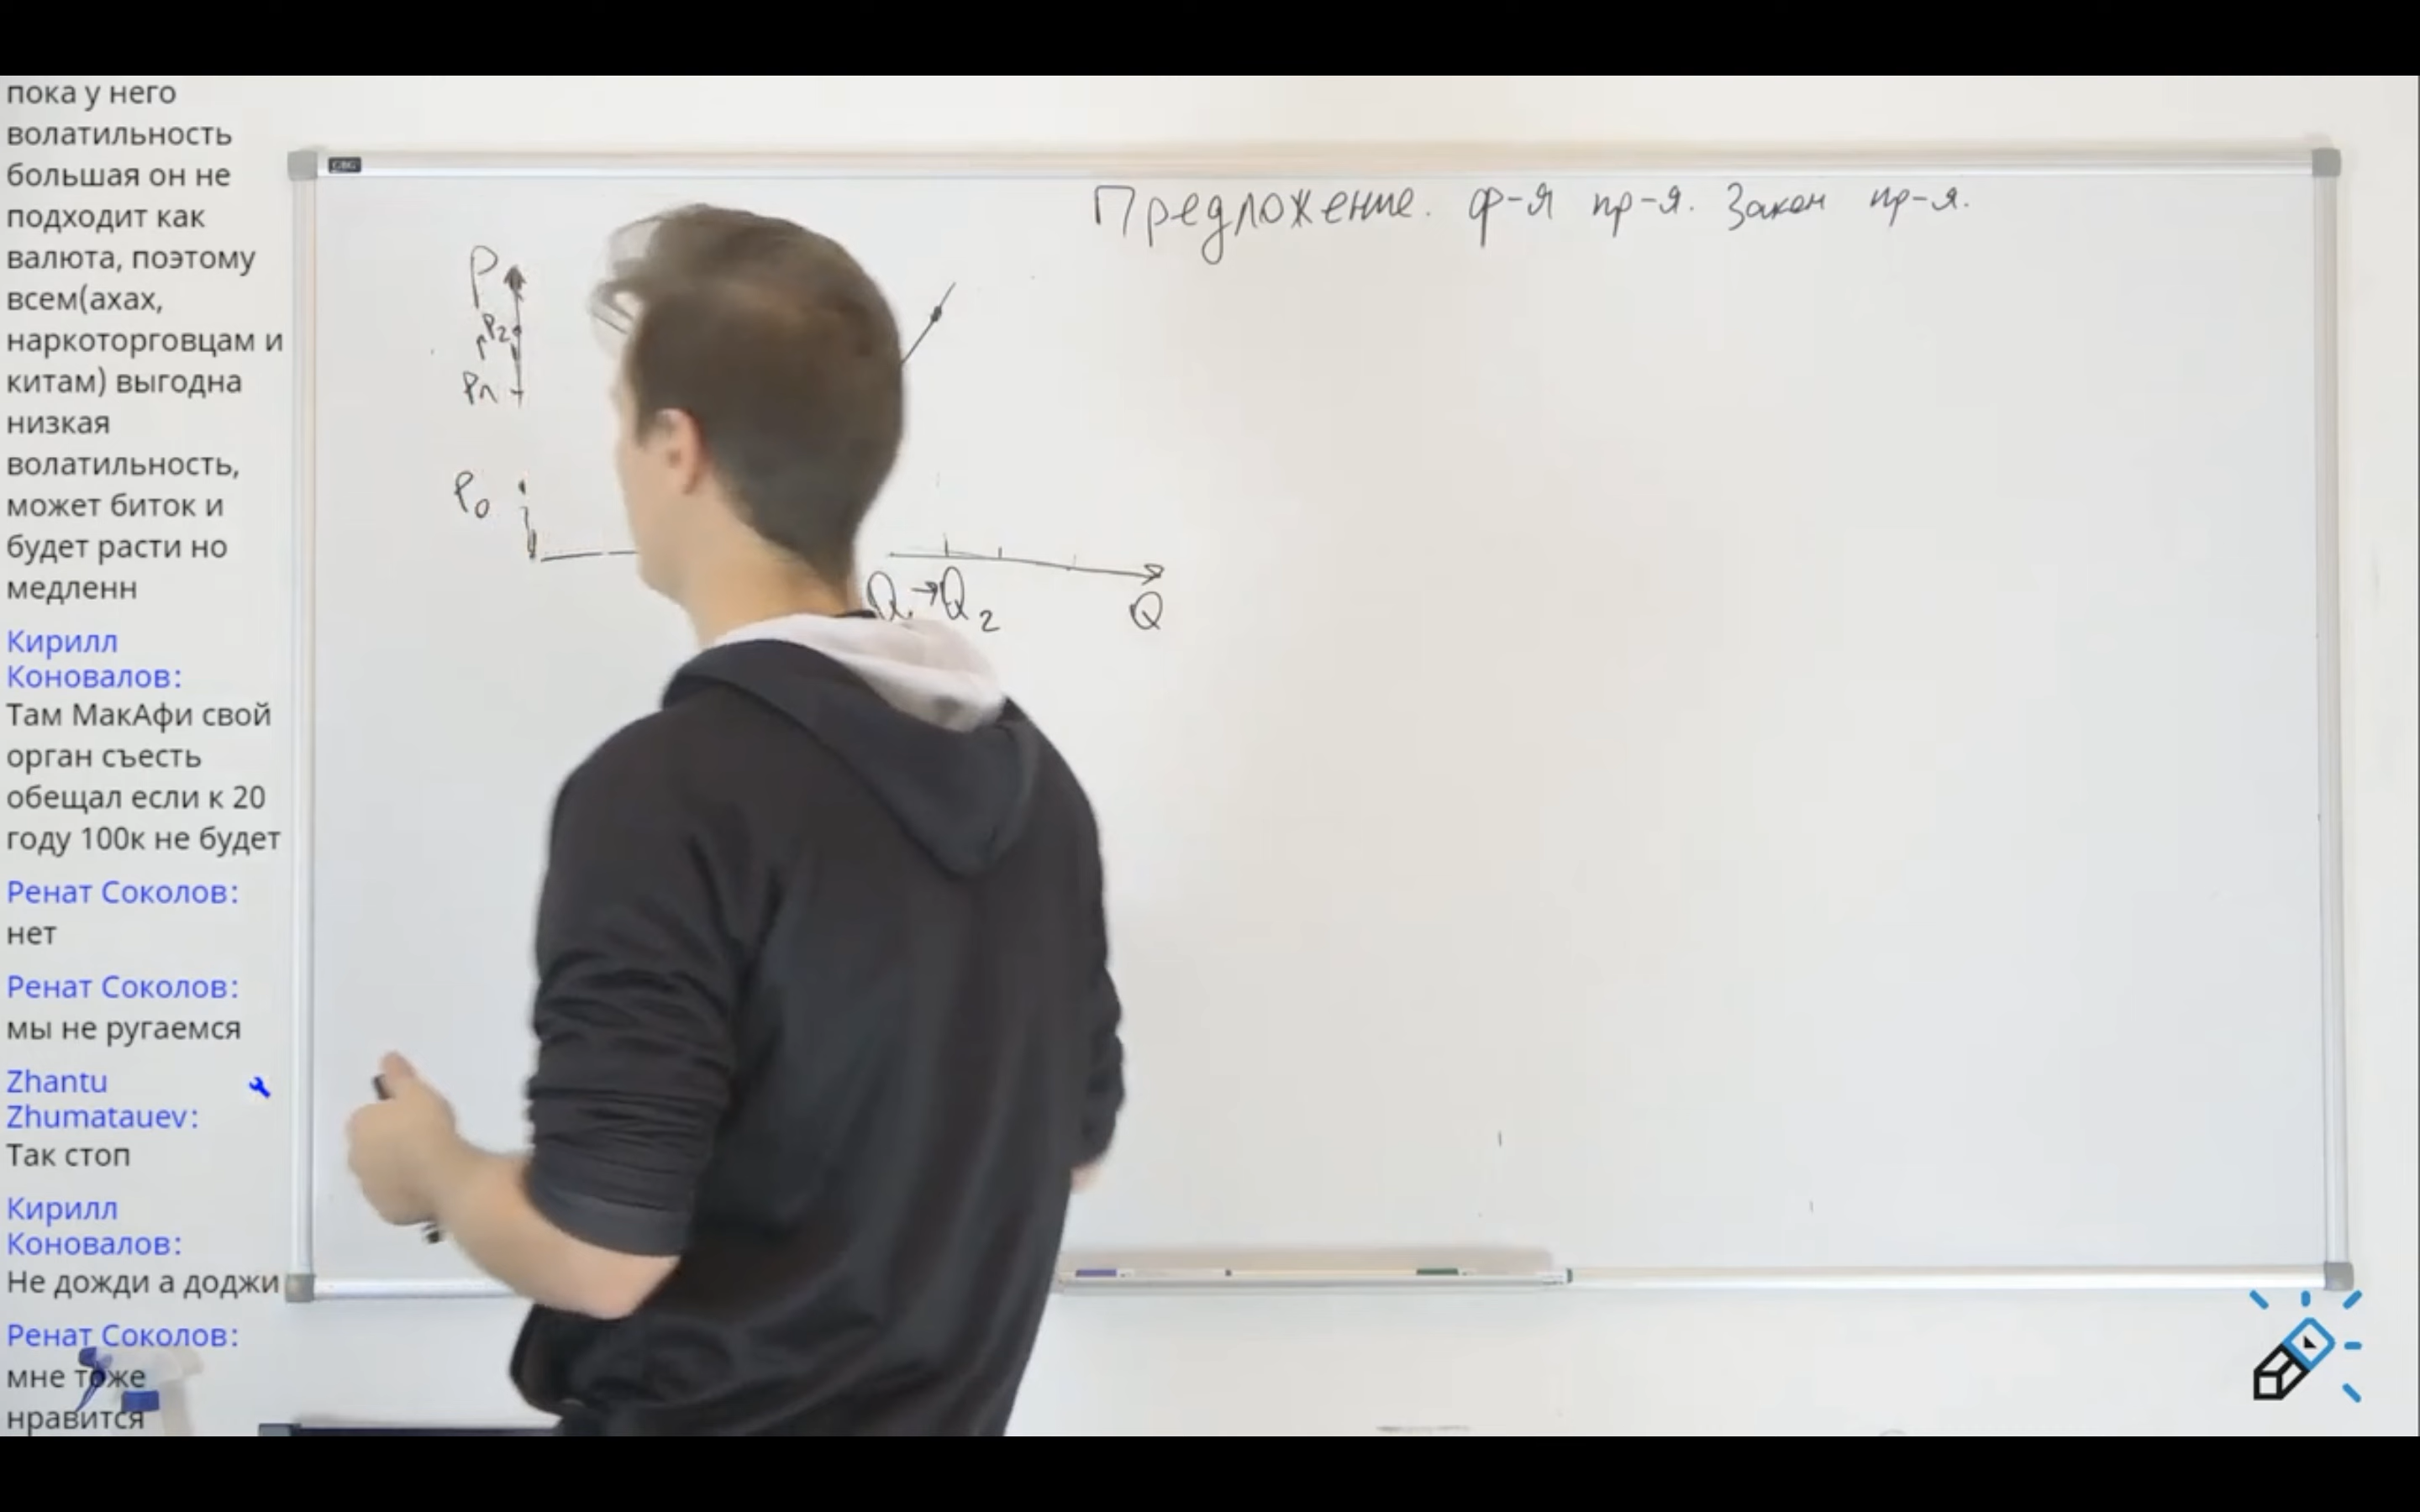 пока у него
волатильность
большая он не
подходит как
валюта, поэтому
всем(ахах,
наркоторговцам и
китам) выгодна
низкая
волатильность,
может биток и
будет расти но
медленн
Кирилл
Коновалов:
Там МакАфи свой
орган съесть
обещал если к 20
году 100к не будет
Ренат Соколов:
нет
Ренат Соколов:
мы не ругаемся
Zhantu
Zhumatauev:
Так стоп
Кирилл
Коновалов:
Не дожди а доджи
Ренат Соколов:
мне тоже
нравится
Предложение. ф-я пр-я. Закон пр-я.
P
P2
P1
P0
Q1→Q2
Q